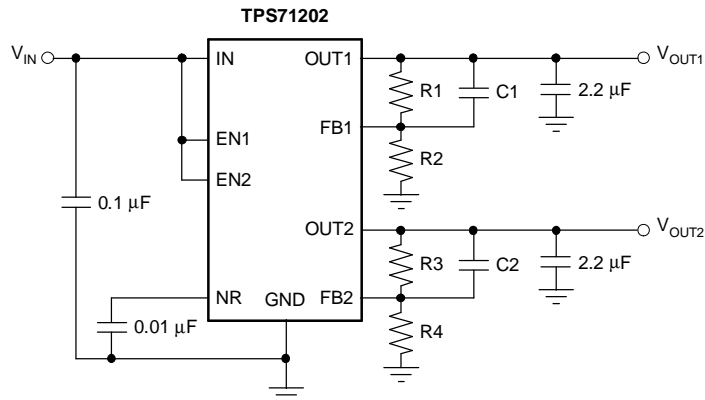 TPS71202
V_IN IN OUT1 V_OUT1
R1 C1 2.2 μF
FB1
EN1
R2
EN2
0.1 μF
OUT2 V_OUT2
R3 C2 2.2 μF
NR GND FB2
0.01 μF R4